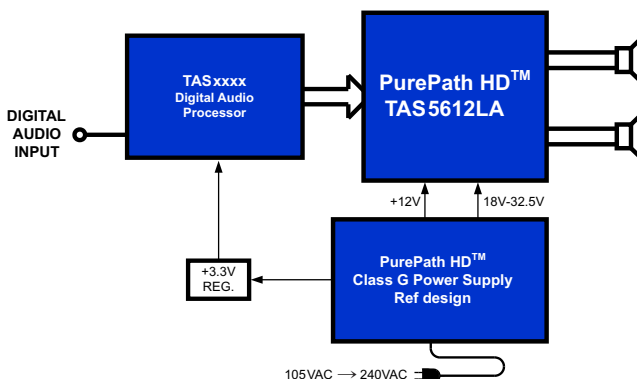 DIGITAL
AUDIO
INPUT
TASxxxx
Digital Audio
Processor
PurePath HD™
TAS5612LA
+12V
18V-32.5V
+3.3V
REG.
PurePath HD™
Class G Power Supply
Ref design
105VAC → 240VAC